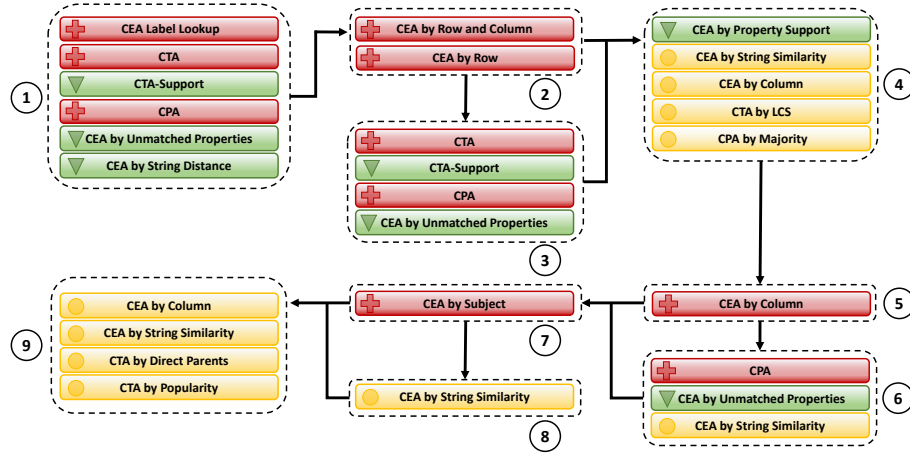 1
CEA Label Lookup
CTA
CTA-Support
CPA
CEA by Unmatched Properties
CEA by String Distance
CEA by Row and Column
CEA by Row
2
CTA
CTA-Support
CPA
CEA by Unmatched Properties
3
CEA by Property Support
CEA by String Similarity
CEA by Column
CTA by LCS
CPA by Majority
4
CEA by Column
5
CPA
CEA by Unmatched Properties
CEA by String Similarity
6
CEA by Subject
7
CEA by String Similarity
8
9
CEA by Column
CEA by String Similarity
CTA by Direct Parents
CTA by Popularity